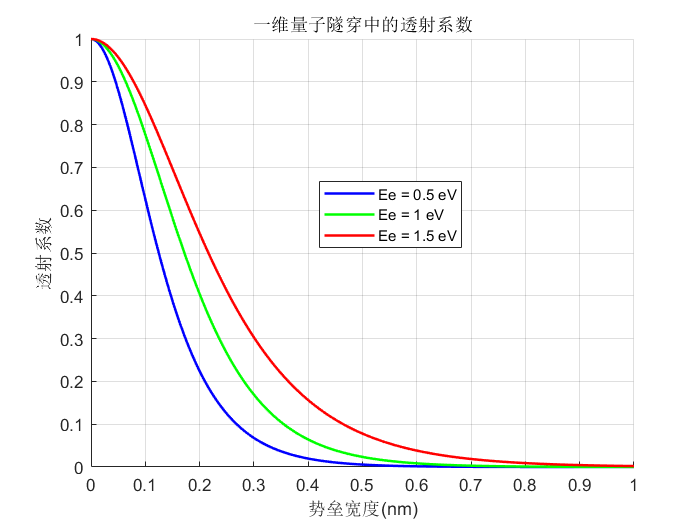 一维量子隧穿中的透射系数
透射系数
1
0.9
0.8
0.7
0.6
0.5
0.4
0.3
0.2
0.1
0
Ee = 0.5 eV
Ee = 1 eV
Ee = 1.5 eV
0 0.1 0.2 0.3 0.4 0.5 0.6 0.7 0.8 0.9 1
势垒宽度(nm)